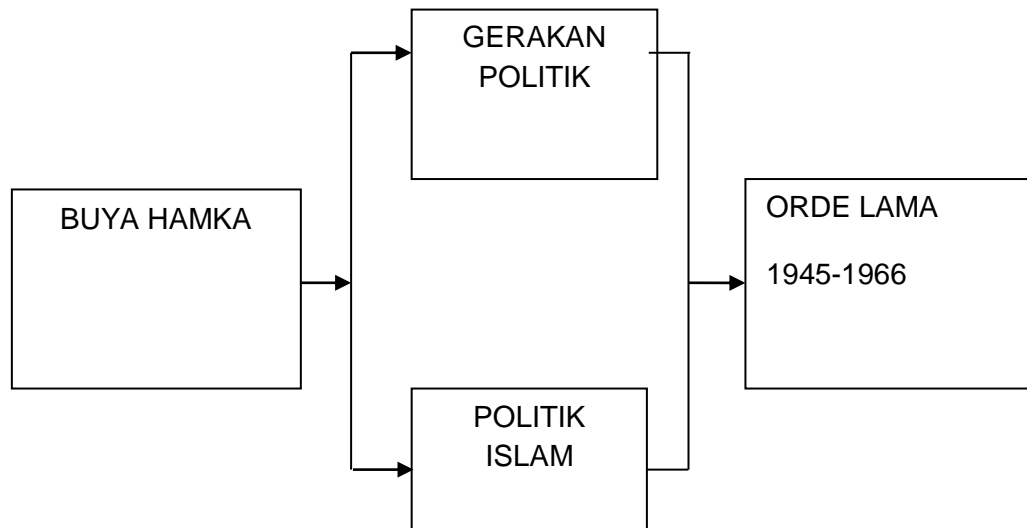 GERAKAN
POLITIK
BUYA HAMKA
ORDE LAMA
1945-1966
POLITIK
ISLAM